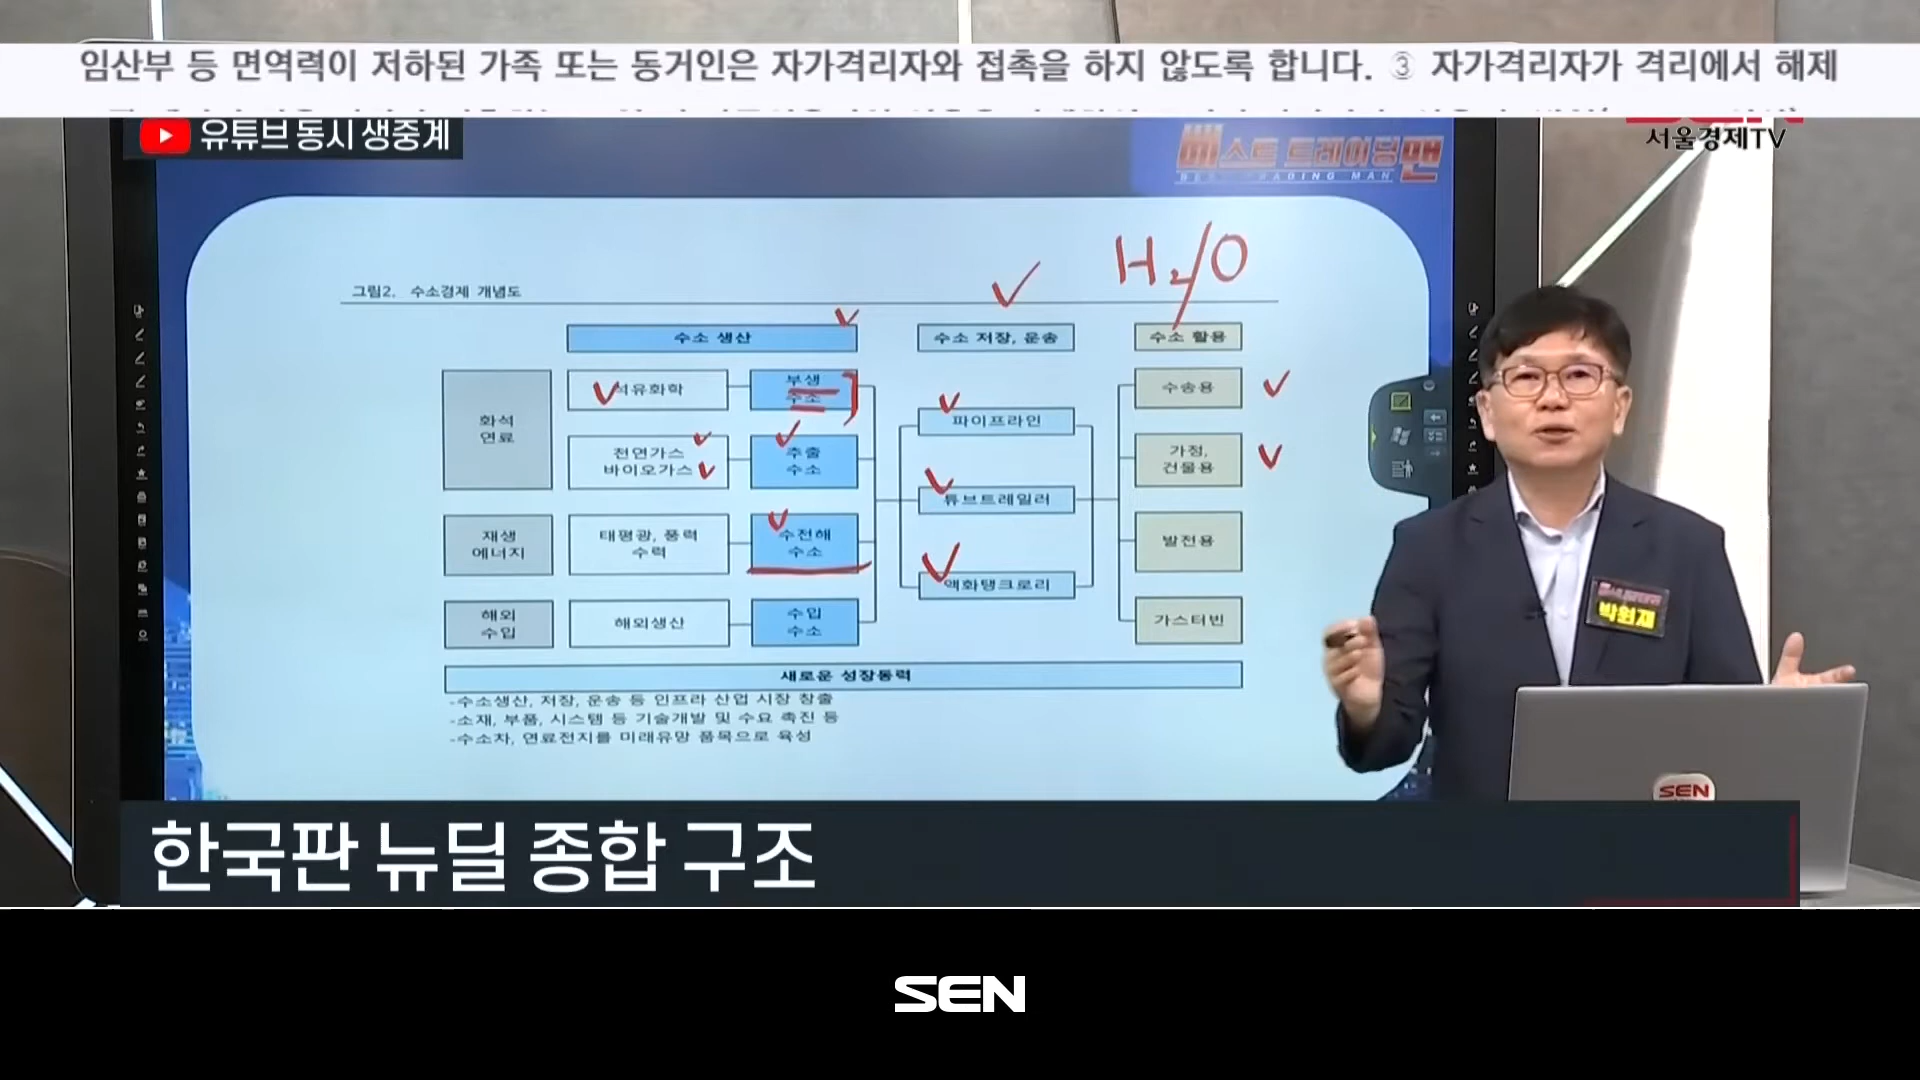 임산부 등 면역력이 저하된 가족 또는 동거인은 자가격리자와 접촉을 하지 않도록 합니다. ③ 자가격리자가 격리에서 해제
유튜브 동시 생중계
서울경제TV
베스트 트레이딩맨
BEST TRADING MAN
H2O
그림2. 수소경제 개념도
수소 생산
수소 저장, 운송
수소 활용
화석
연료
석유화학
부생
수소
천연가스
바이오가스
추출
수소
재생
에너지
태평광, 풍력
수력
수전해
수소
해외
수입
해외생산
수입
수소
파이프라인
튜브트레일러
액화탱크로리
수송용
가정,
건물용
발전용
가스터빈
새로운 성장동력
-수소생산, 저장, 운송 등 인프라 산업 시장 창출
-소재, 부품, 시스템 등 기술개발 및 수요 촉진 등
-수소차, 연료전지를 미래유망 품목으로 육성
박원재
SEN
한국판 뉴딜 종합 구조
SEN